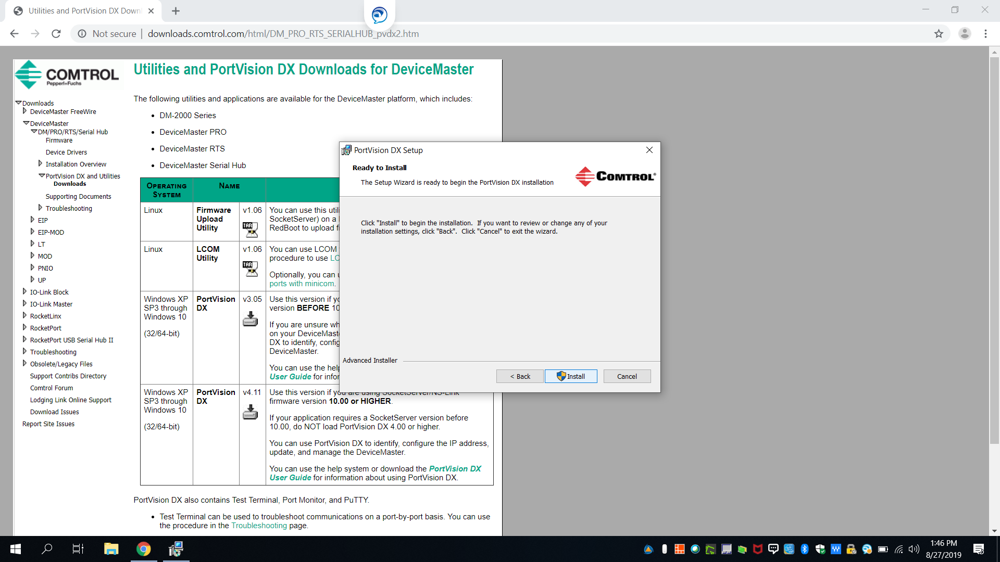 Utilities and PortVision DX Down
Not secure
downloads.comtrol.com/html/DM_PRO_RTS_SERIALHUB_pvdx2.htm
COMTROL
Pepperl+Fuchs
Downloads
DeviceMaster FreeWire
DeviceMaster
DM/PRO/RTS/Serial Hub
Firmware
Device Drivers
Installation Overview
PortVision DX and Utilities
Downloads
Supporting Documents
Troubleshooting
EIP
EIP-MOD
LT
MOD
PNIO
UP
IO-Link Block
IO-Link Master
RocketLinx
RocketPort
RocketPort USB Serial Hub II
Troubleshooting
Obsolete/Legacy Files
Support Contribs Directory
Comtrol Forum
Lodging Link Online Support
Download Issues
Report Site Issues
Utilities and PortVision DX Downloads for DeviceMaster
The following utilities and applications are available for the DeviceMaster platform, which includes:
• DM-2000 Series
• DeviceMaster PRO
• DeviceMaster RTS
• DeviceMaster Serial Hub
OPERATING
SYSTEM
NAME
Linux
Firmware
Upload
Utility
v1.06
TAR
You can use this util
SocketServer) on a
RedBoot to upload fi
Linux
LCOM
Utility
v1.06
TAR
You can use LCOM
procedure to use LC
Optionally, you can u
ports with minicom.
Windows XP
SP3 through
Windows 10
(32/64-bit)
PortVision
DX
v3.05
Use this version if yo
version BEFORE 10
If you are unsure wh
on your DeviceMast
DX to identify, config
DeviceMaster.
You can use the help
User Guide for infor
Windows XP
SP3 through
Windows 10
(32/64-bit)
PortVision
DX
v4.11
Use this version if you are using SocketServer/NS-Link
firmware version 10.00 or HIGHER.
If your application requires a SocketServer version before
10.00, do NOT load PortVision DX 4.00 or higher.
You can use PortVision DX to identify, configure the IP address,
update, and manage the DeviceMaster.
You can use the help system or download the PortVision DX
User Guide for information about using PortVision DX.
PortVision DX also contains Test Terminal, Port Monitor, and PuTTY.
• Test Terminal can be used to troubleshoot communications on a port-by-port basis. You can use
the procedure in the Troubleshooting page.
PortVision DX Setup
Ready to Install
The Setup Wizard is ready to begin the PortVision DX installation
COMTROL®
Click "Install" to begin the installation. If you want to review or change any of your
installation settings, click "Back". Click "Cancel" to exit the wizard.
Advanced Installer
< Back
Install
Cancel
1:46 PM
8/27/2019